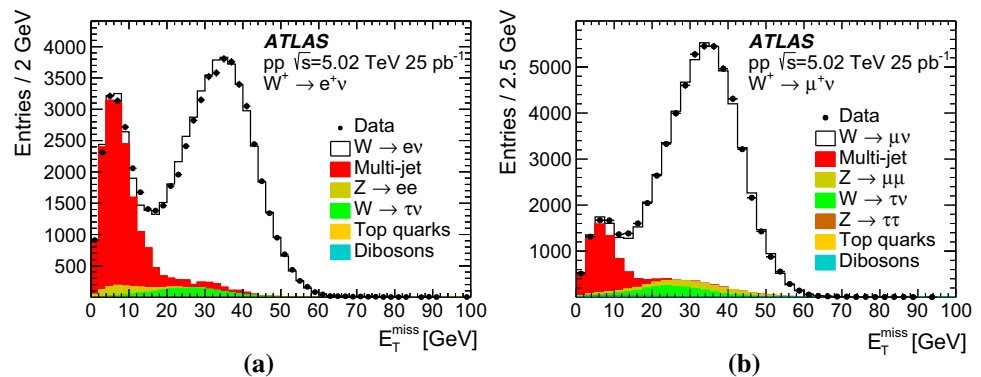 Entries / 2 GeV
4000
3500
3000
2500
2000
1500
1000
500
ATLAS
pp √s=5.02 TeV 25 pb⁻¹
W⁺ → e⁺ν
Data
W → eν
Multi-jet
Z → ee
W → τν
Top quarks
Dibosons
0 10 20 30 40 50 60 70 80 90 100
E_T^miss [GeV]
(a)
Entries / 2.5 GeV
5000
4000
3000
2000
1000
ATLAS
pp √s=5.02 TeV 25 pb⁻¹
W⁺ → μ⁺ν
Data
W → μν
Multi-jet
Z → μμ
W → τν
Z → ττ
Top quarks
Dibosons
0 10 20 30 40 50 60 70 80 90 100
E_T^miss [GeV]
(b)